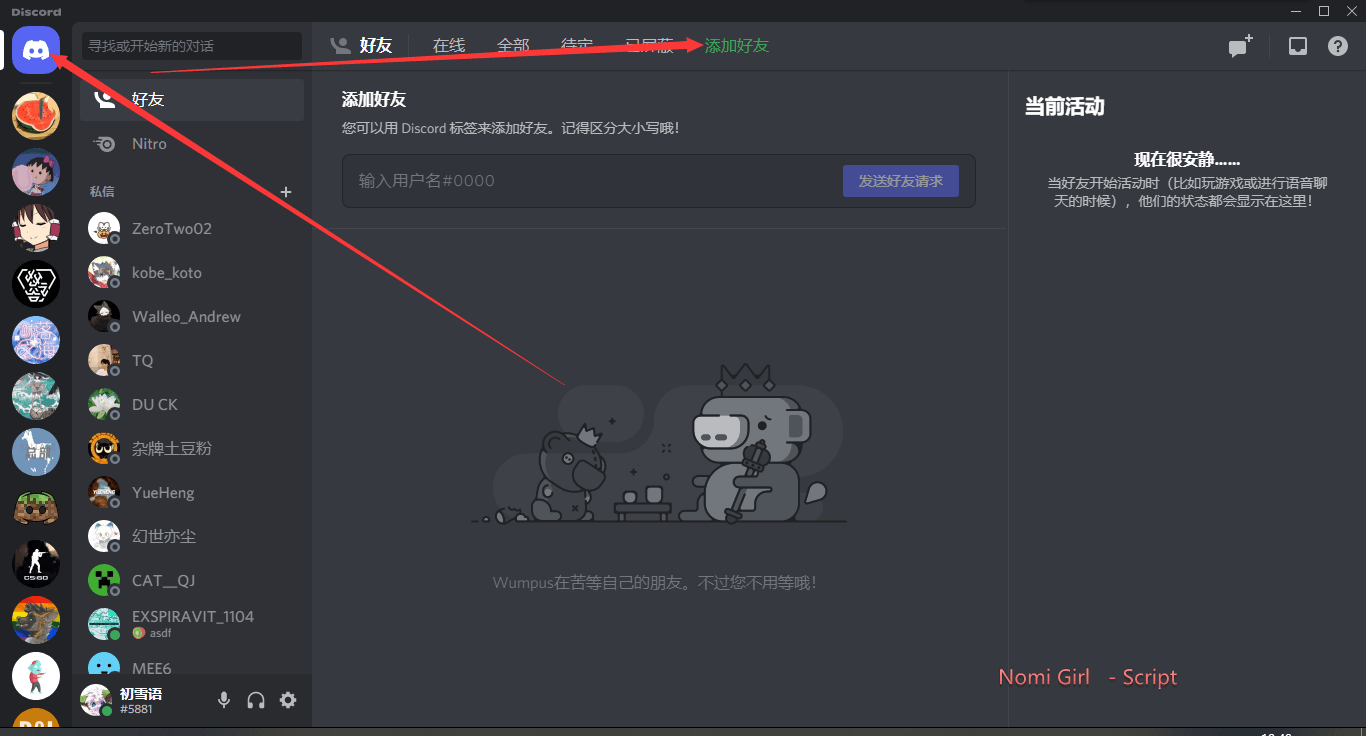 Discord
寻找或开始新的对话
好友
在线
全部
待定
已屏蔽
添加好友
好友
Nitro
私信
ZeroTwo02
kobe_koto
Walleo_Andrew
TQ
DU CK
杂牌土豆粉
YueHeng
幻世亦尘
CAT__QJ
EXSPIRAVIT_1104
asdf
MEE6
初雪语
#5881
添加好友
您可以用 Discord 标签来添加好友。记得区分大小写哦！
输入用户名#0000
发送好友请求
Wumpus在苦等自己的朋友。不过您不用等哦！
当前活动
现在很安静……
当好友开始活动时（比如玩游戏或进行语音聊
天的时候），他们的状态都会显示在这里！
Nomi Girl - Script
CS:GO